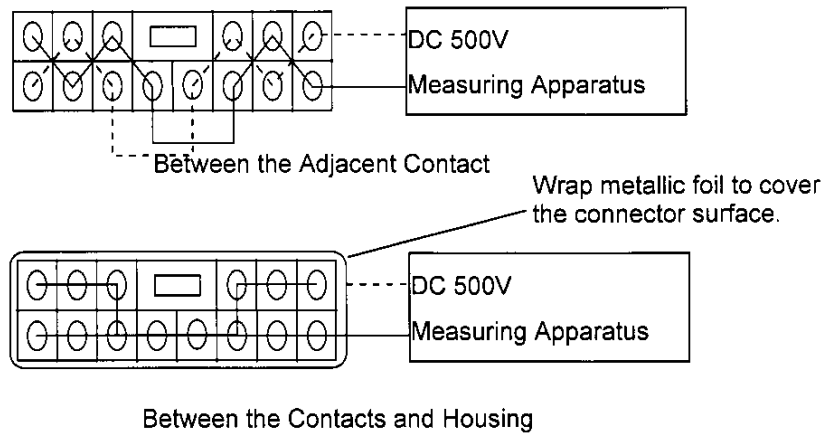 DC 500V
Measuring Apparatus
Between the Adjacent Contact
Wrap metallic foil to cover
the connector surface.
DC 500V
Measuring Apparatus
Between the Contacts and Housing